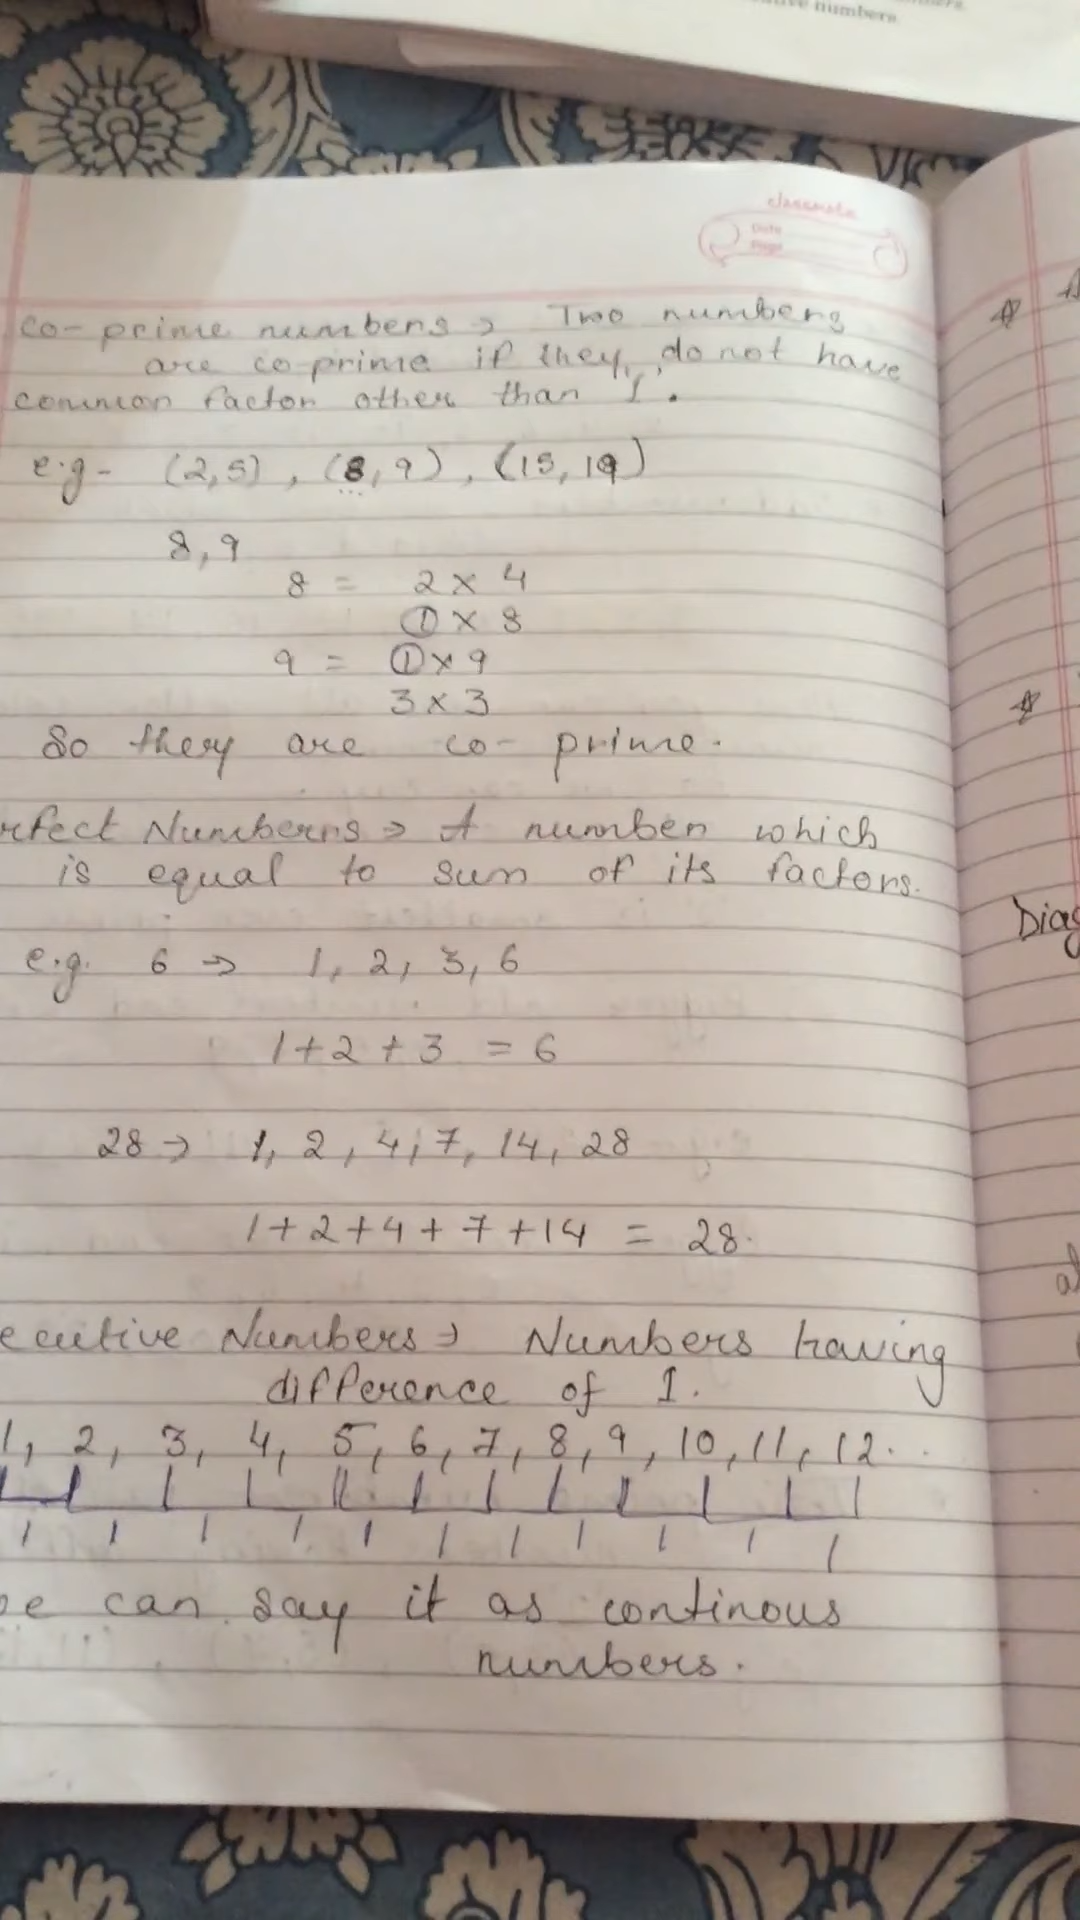 numbers.
classmate
Date
Page
co-prime numbers → Two numbers
are co-prime if they do not have
common factor other than 1.
e.g- (2,5), (8,9), (15,19)
8,9
8 = 2 × 4
1 × 8
9 = 1 × 9
3 × 3
So they are co-prime.
rfect Numbers → A number which
is equal to sum of its factors.
e.g. 6 → 1, 2, 3, 6
1+2+3 = 6
28 → 1, 2, 4, 7, 14, 28
1+2+4+7+14 = 28.
ecutive Numbers → Numbers having
difference of 1.
1, 2, 3, 4, 5, 6, 7, 8, 9, 10, 11, 12...
1 1 1 1 1 1 1 1 1 1 1
can say it as continous
numbers.
Diag